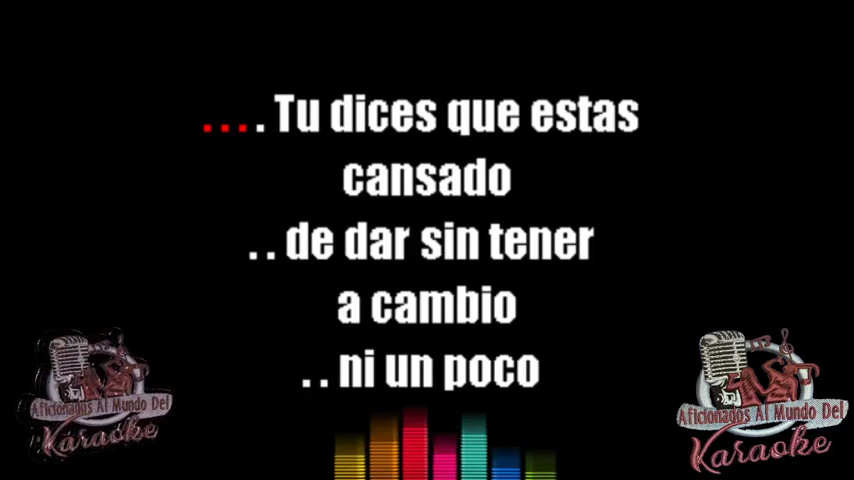 . . . . Tu dices que estas
cansado
. . de dar sin tener
a cambio
. . ni un poco
Aficionados Al Mundo Del
Karaoke
Aficionados Al Mundo Del
Karaoke